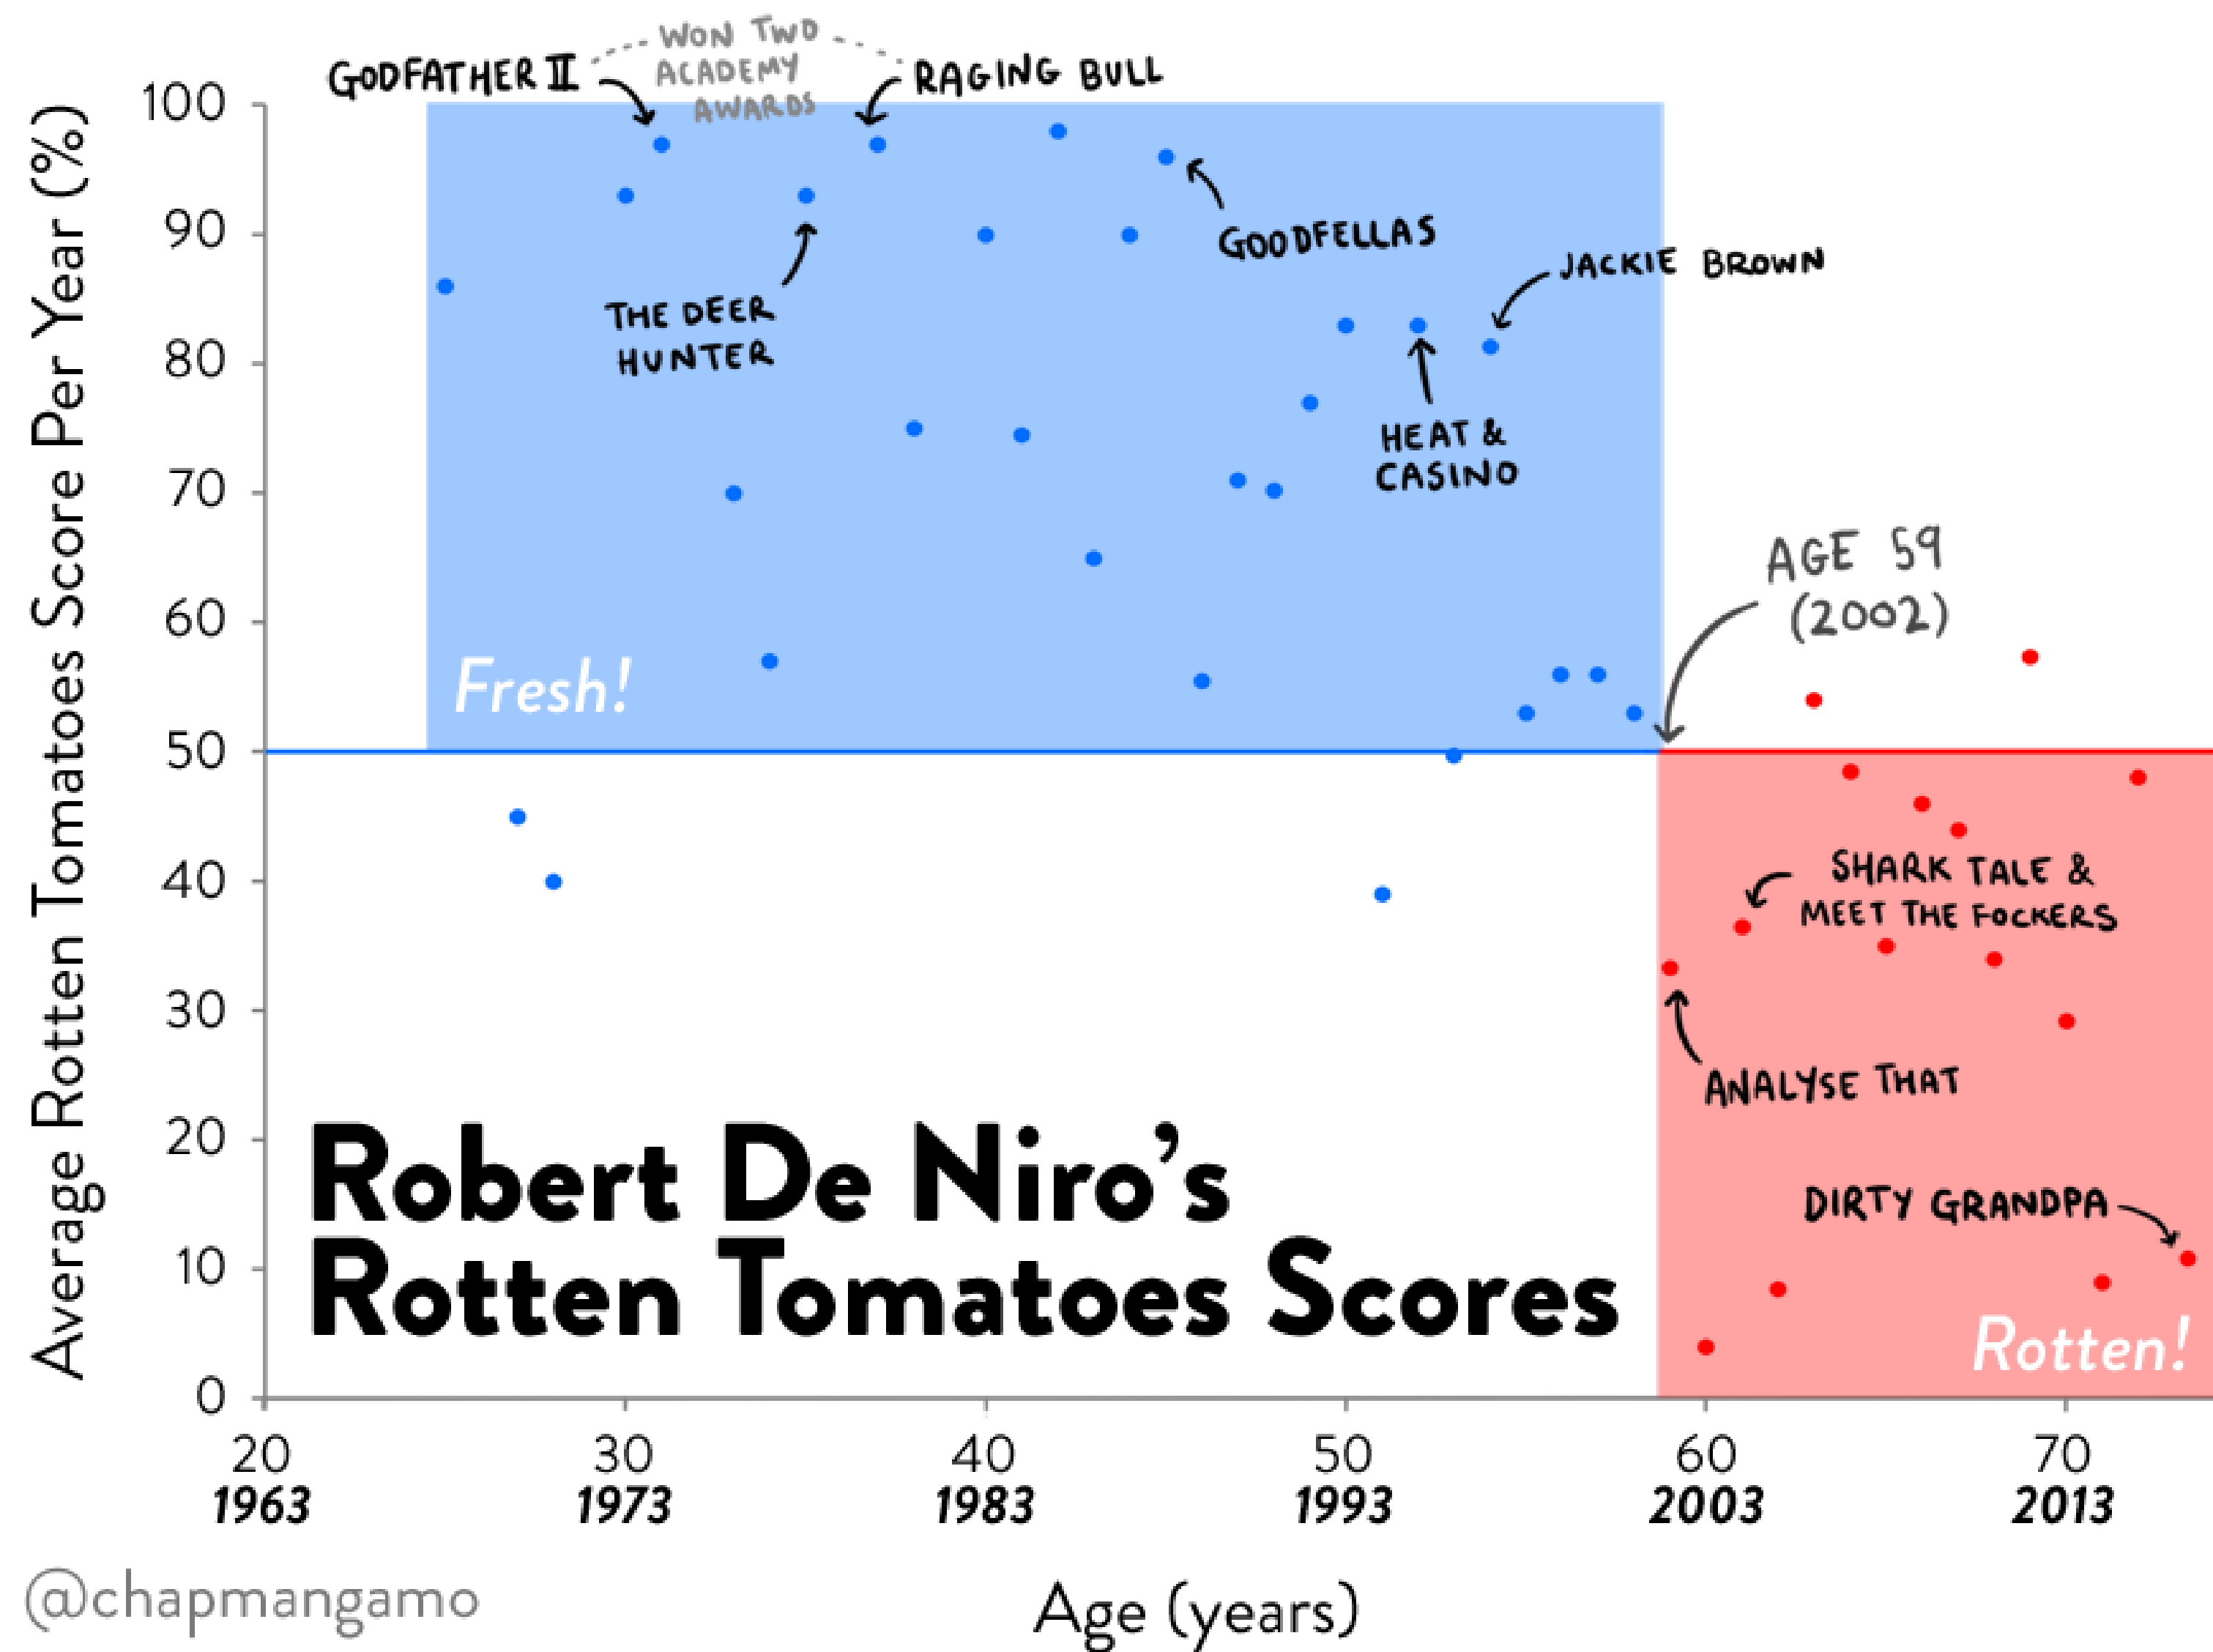 WON TWO
ACADEMY
AWARDS
GODFATHER II
RAGING BULL
THE DEER
HUNTER
GOODFELLAS
JACKIE BROWN
HEAT &
CASINO
AGE 59
(2002)
Fresh!
SHARK TALE &
MEET THE FOCKERS
ANALYSE THAT
DIRTY GRANDPA
Rotten!
Robert De Niro's
Rotten Tomatoes Scores
Average Rotten Tomatoes Score Per Year (%)
100
90
80
70
60
50
40
30
20
10
0
20 30 40 50 60 70
1963 1973 1983 1993 2003 2013
Age (years)
@chapmangamo